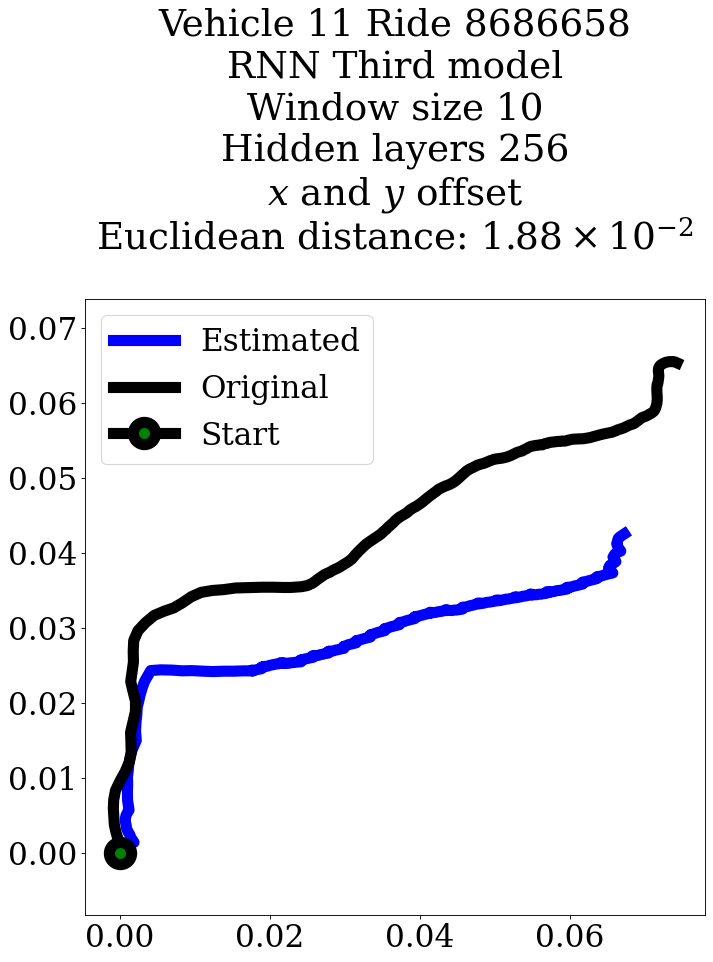 Vehicle 11 Ride 8686658
RNN Third model
Window size 10
Hidden layers 256
x and y offset
Euclidean distance: 1.88 × 10⁻²
Estimated
Original
Start
0.07
0.06
0.05
0.04
0.03
0.02
0.01
0.00
0.00 0.02 0.04 0.06